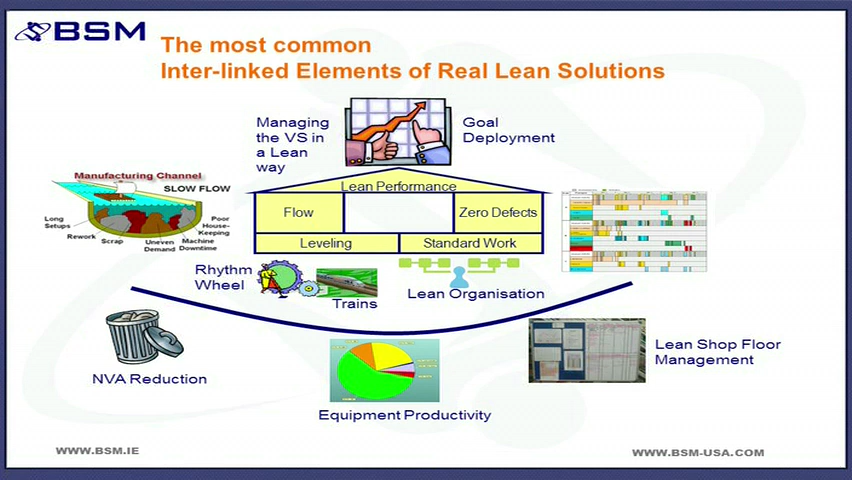 BSM
The most common
Inter-linked Elements of Real Lean Solutions
Managing
the VS in
a Lean
way
Goal
Deployment
Manufacturing Channel
SLOW FLOW
Long
Setups
Rework
Scrap
Uneven
Demand
Machine
Downtime
Poor
House-
Keeping
Lean Performance
Flow
Zero Defects
Leveling
Standard Work
Rhythm
Wheel
Trains
Lean Organisation
NVA Reduction
Equipment Productivity
Lean Shop Floor
Management
WWW.BSM.IE
WWW.BSM-USA.COM